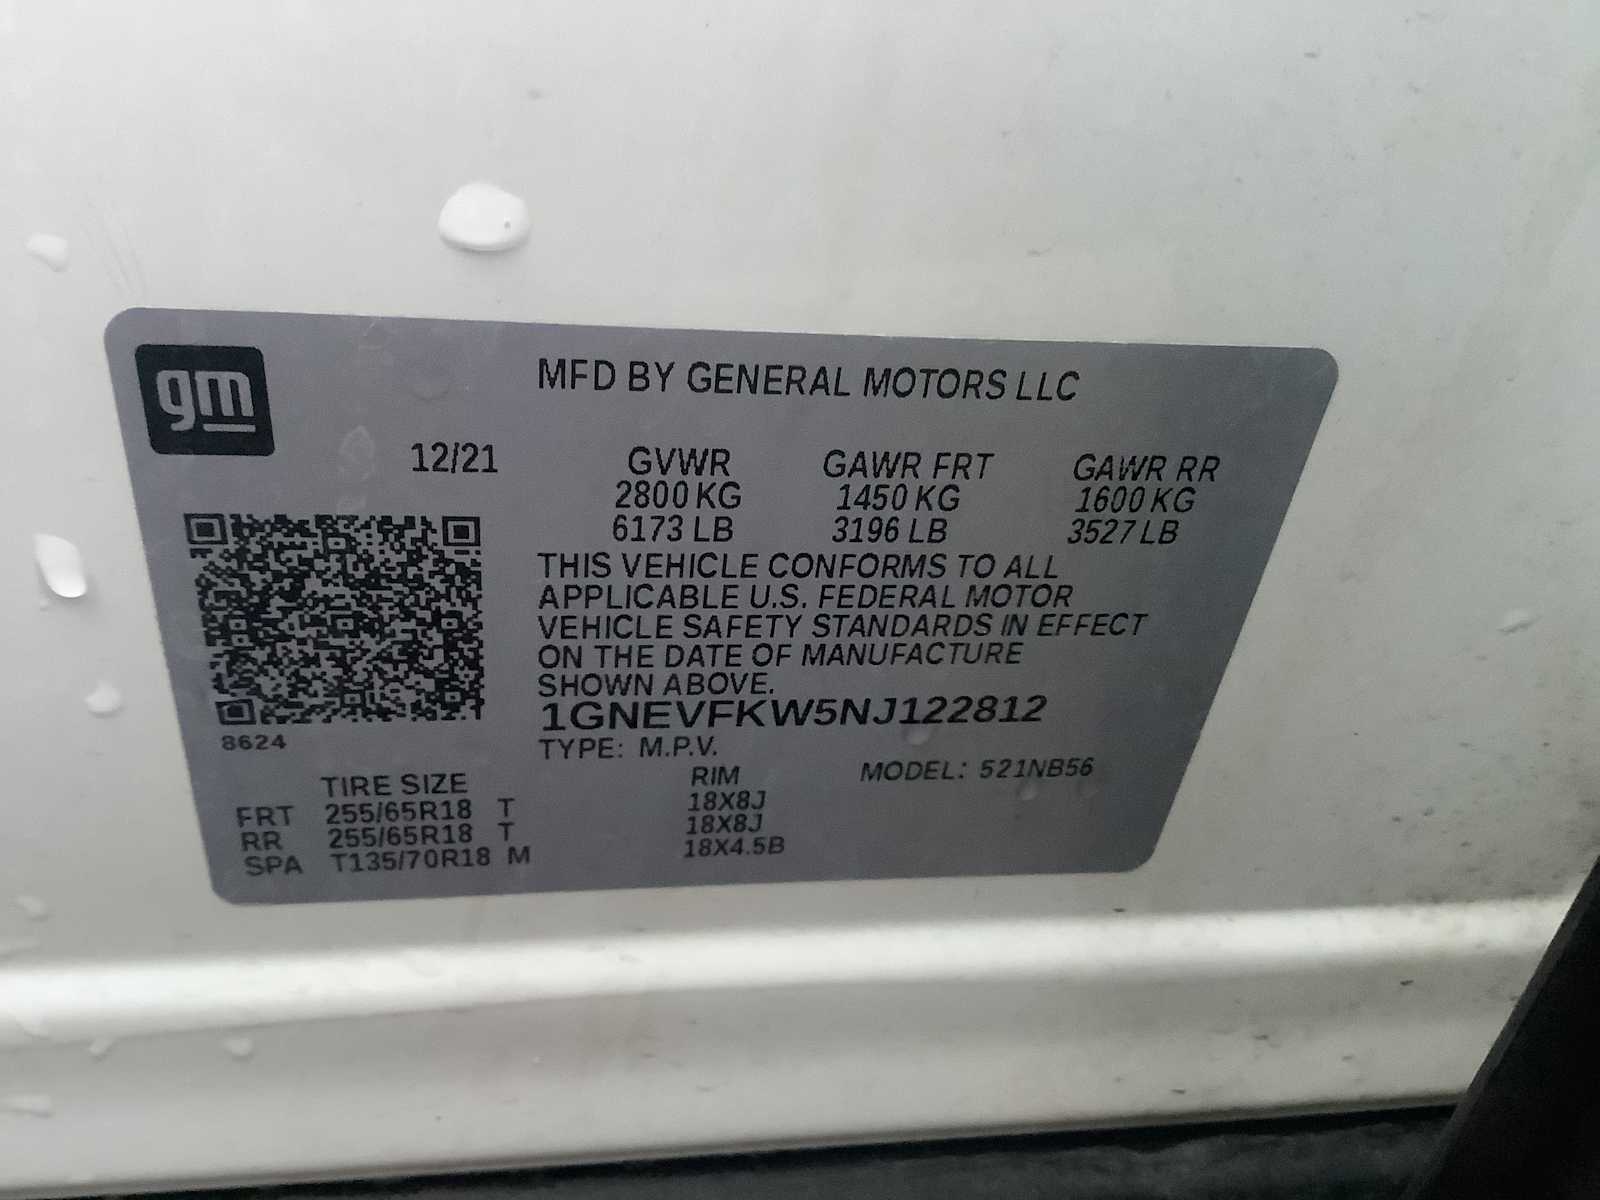 gm
MFD BY GENERAL MOTORS LLC
12/21 GVWR GAWR FRT GAWR RR
2800 KG 1450 KG 1600 KG
6173 LB 3196 LB 3527 LB
THIS VEHICLE CONFORMS TO ALL
APPLICABLE U.S. FEDERAL MOTOR
VEHICLE SAFETY STANDARDS IN EFFECT
ON THE DATE OF MANUFACTURE
SHOWN ABOVE.
1GNEVFKW5NJ122812
8624
TYPE: M.P.V.
TIRE SIZE RIM MODEL: 521NB56
FRT 255/65R18 T 18X8J
RR 255/65R18 T 18X8J
SPA T135/70R18 M 18X4.5B